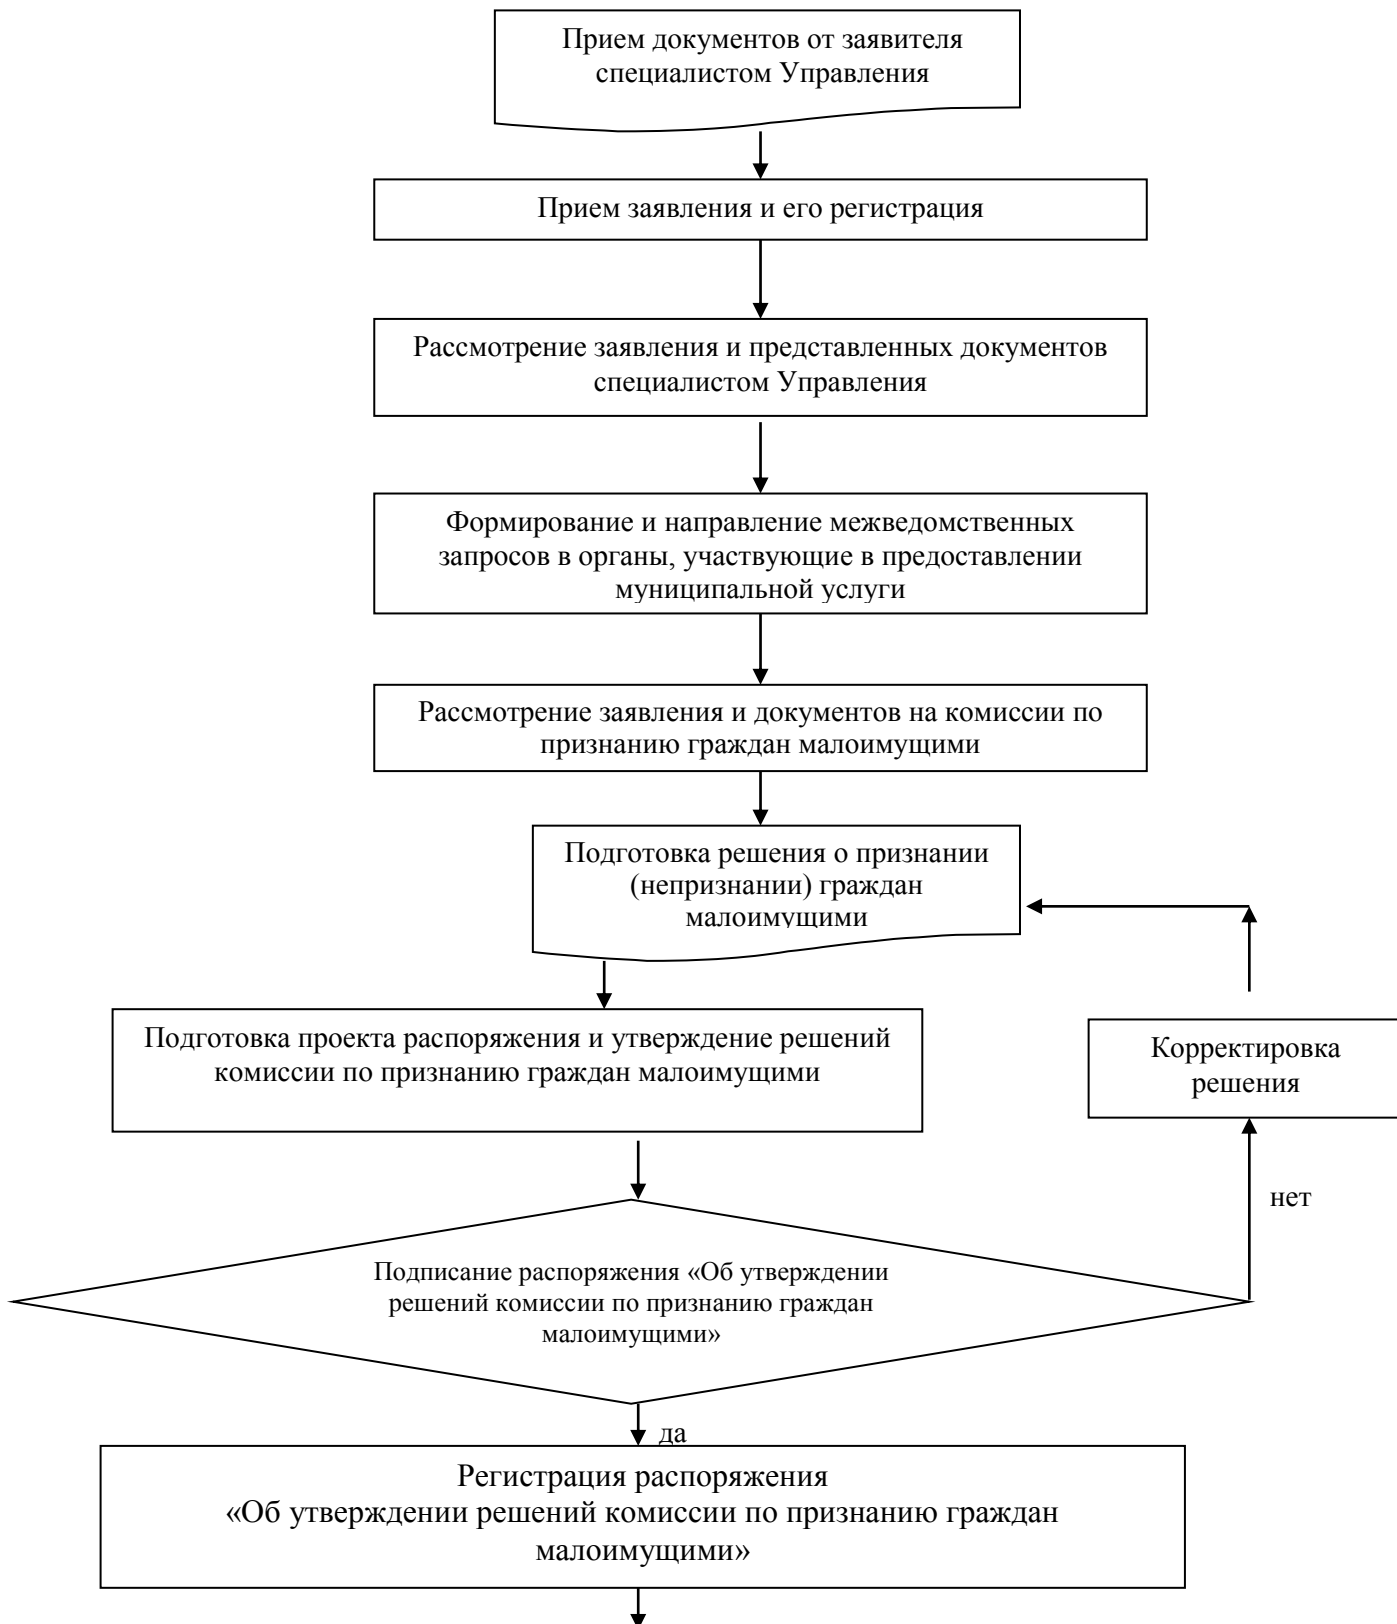 Прием документов от заявителя
специалистом Управления
Прием заявления и его регистрация
Рассмотрение заявления и представленных документов
специалистом Управления
Формирование и направление межведомственных
запросов в органы, участвующие в предоставлении
муниципальной услуги
Рассмотрение заявления и документов на комиссии по
признанию граждан малоимущими
Подготовка решения о признании
(непризнании) граждан
малоимущими
Подготовка проекта распоряжения и утверждение решений
комиссии по признанию граждан малоимущими
Корректировка
решения
нет
Подписание распоряжения «Об утверждении
решений комиссии по признанию граждан
малоимущими»
да
Регистрация распоряжения
«Об утверждении решений комиссии по признанию граждан
малоимущими»